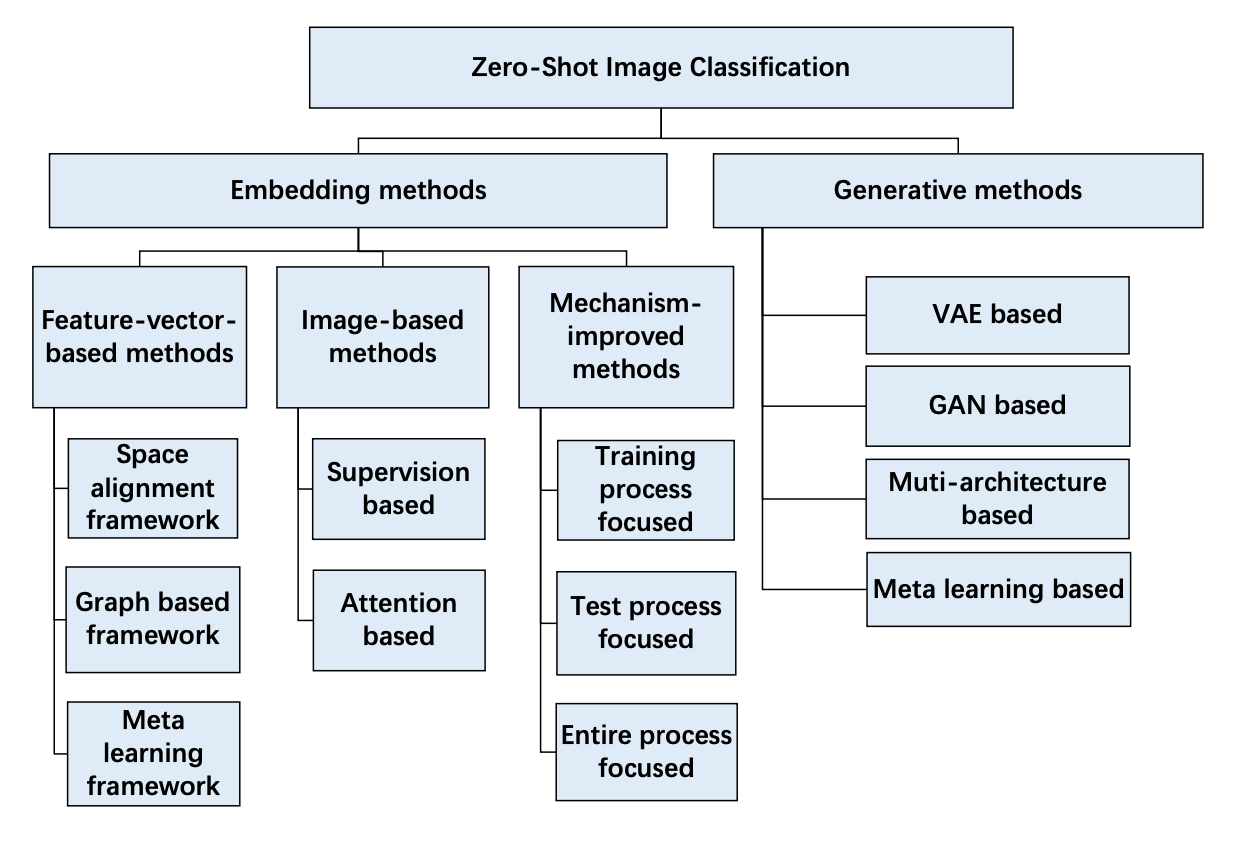 Zero-Shot Image Classification
Embedding methods
Generative methods
Feature-vector-
based methods
Image-based
methods
Mechanism-
improved
methods
Space
alignment
framework
Graph based
framework
Meta
learning
framework
Supervision
based
Attention
based
Training
process
focused
Test process
focused
Entire process
focused
VAE based
GAN based
Muti-architecture
based
Meta learning based